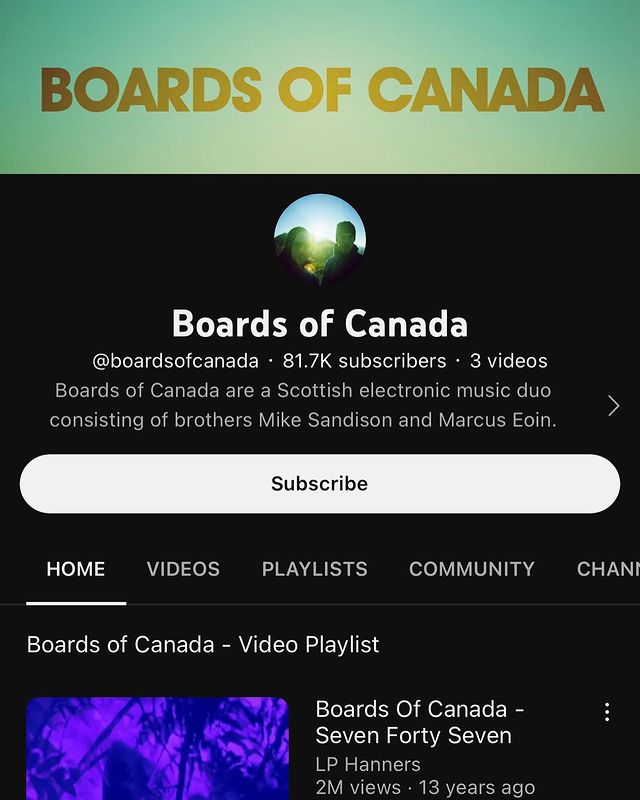 BOARDS OF CANADA
Boards of Canada
@boardsofcanada · 81.7K subscribers · 3 videos
Boards of Canada are a Scottish electronic music duo
consisting of brothers Mike Sandison and Marcus Eoin.
Subscribe
HOME VIDEOS PLAYLISTS COMMUNITY CHANN
Boards of Canada - Video Playlist
Boards Of Canada -
Seven Forty Seven
LP Hanners
2M views · 13 years ago